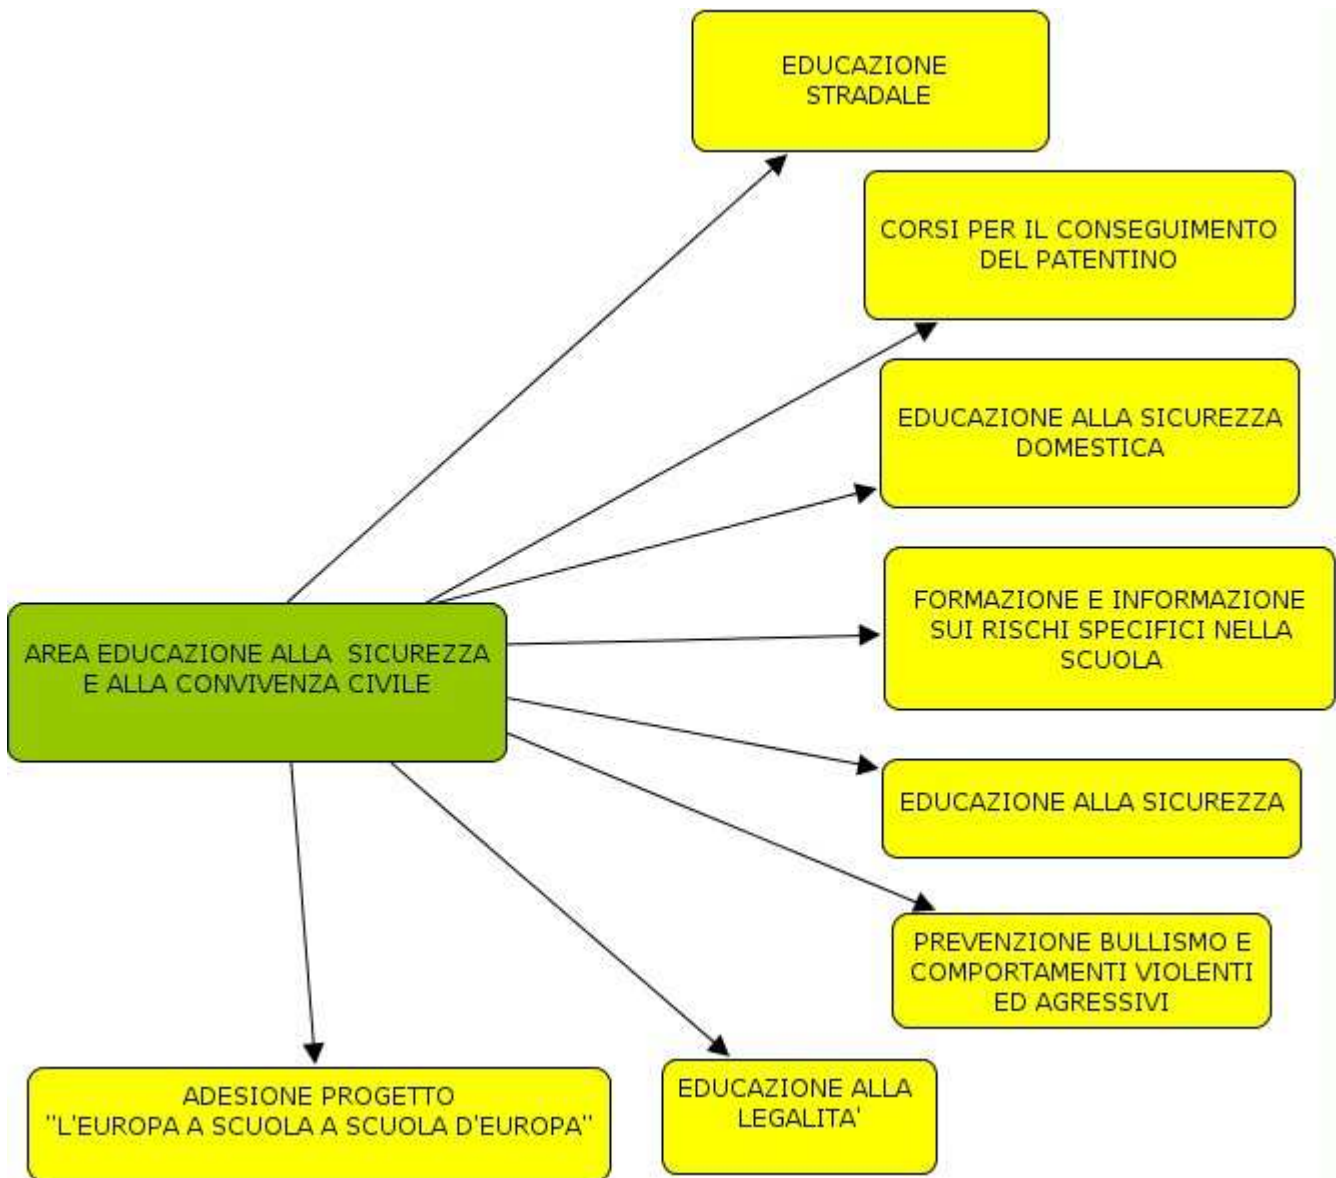 EDUCAZIONE
STRADALE
CORSI PER IL CONSEGUIMENTO
DEL PATENTINO
EDUCAZIONE ALLA SICUREZZA
DOMESTICA
FORMAZIONE E INFORMAZIONE
SUI RISCHI SPECIFICI NELLA
SCUOLA
AREA EDUCAZIONE ALLA SICUREZZA
E ALLA CONVIVENZA CIVILE
EDUCAZIONE ALLA SICUREZZA
PREVENZIONE BULLISMO E
COMPORTAMENTI VIOLENTI
ED AGRESSIVI
EDUCAZIONE ALLA
LEGALITA'
ADESIONE PROGETTO
"L'EUROPA A SCUOLA A SCUOLA D'EUROPA"